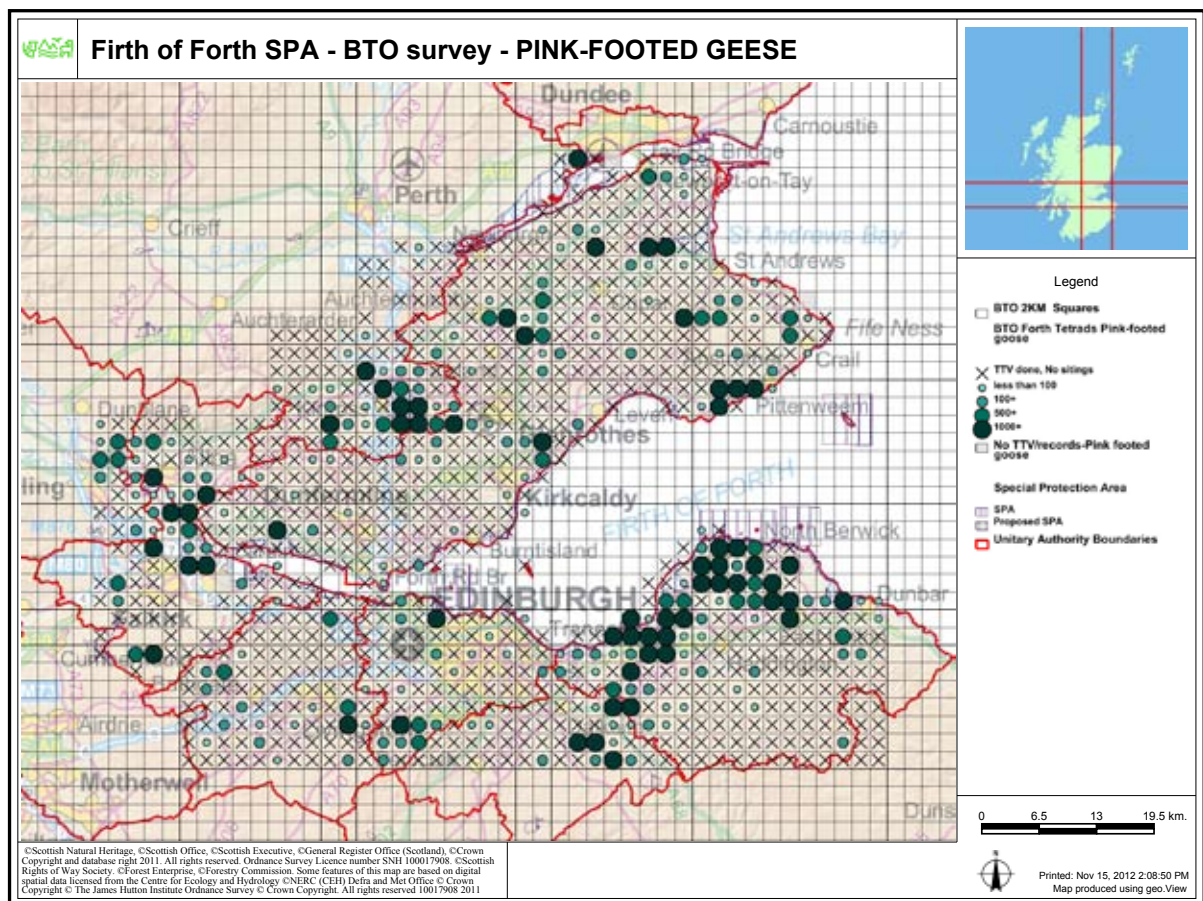 Firth of Forth SPA - BTO survey - PINK-FOOTED GEESE
Dundee
Carnoustie
Perth
Crieff
St Andrews Bay
St Andrews
Auchterarder
Fife Ness
Crail
Pittenweem
Leven
Kirkcaldy
FIRTH OF FORTH
North Berwick
Burntisland
Forth Rd Br
EDINBURGH
Dunbar
Airdrie
Motherwell
Duns
Legend
BTO 2KM Squares
BTO Forth Tetrads Pink-footed
goose
TTV done, No sitings
less than 100
100+
500+
1000+
No TTV/records-Pink footed
goose
Special Protection Area
SPA
Proposed SPA
Unitary Authority Boundaries
0 6.5 13 19.5 km.
N
Printed: Nov 15, 2012 2:08:50 PM
Map produced using geo.View
©Scottish Natural Heritage, ©Scottish Office, ©Scottish Executive, ©General Register Office (Scotland), ©Crown
Copyright and database right 2011. All rights reserved. Ordnance Survey Licence number SNH 100017908. ©Scottish
Rights of Way Society. ©Forest Enterprise, ©Forestry Commission. Some features of this map are based on digital
spatial data licensed from the Centre for Ecology and Hydrology ©NERC (CEH) Defra and Met Office © Crown
Copyright © The James Hutton Institute Ordnance Survey © Crown Copyright. All rights reserved 10017908 2011